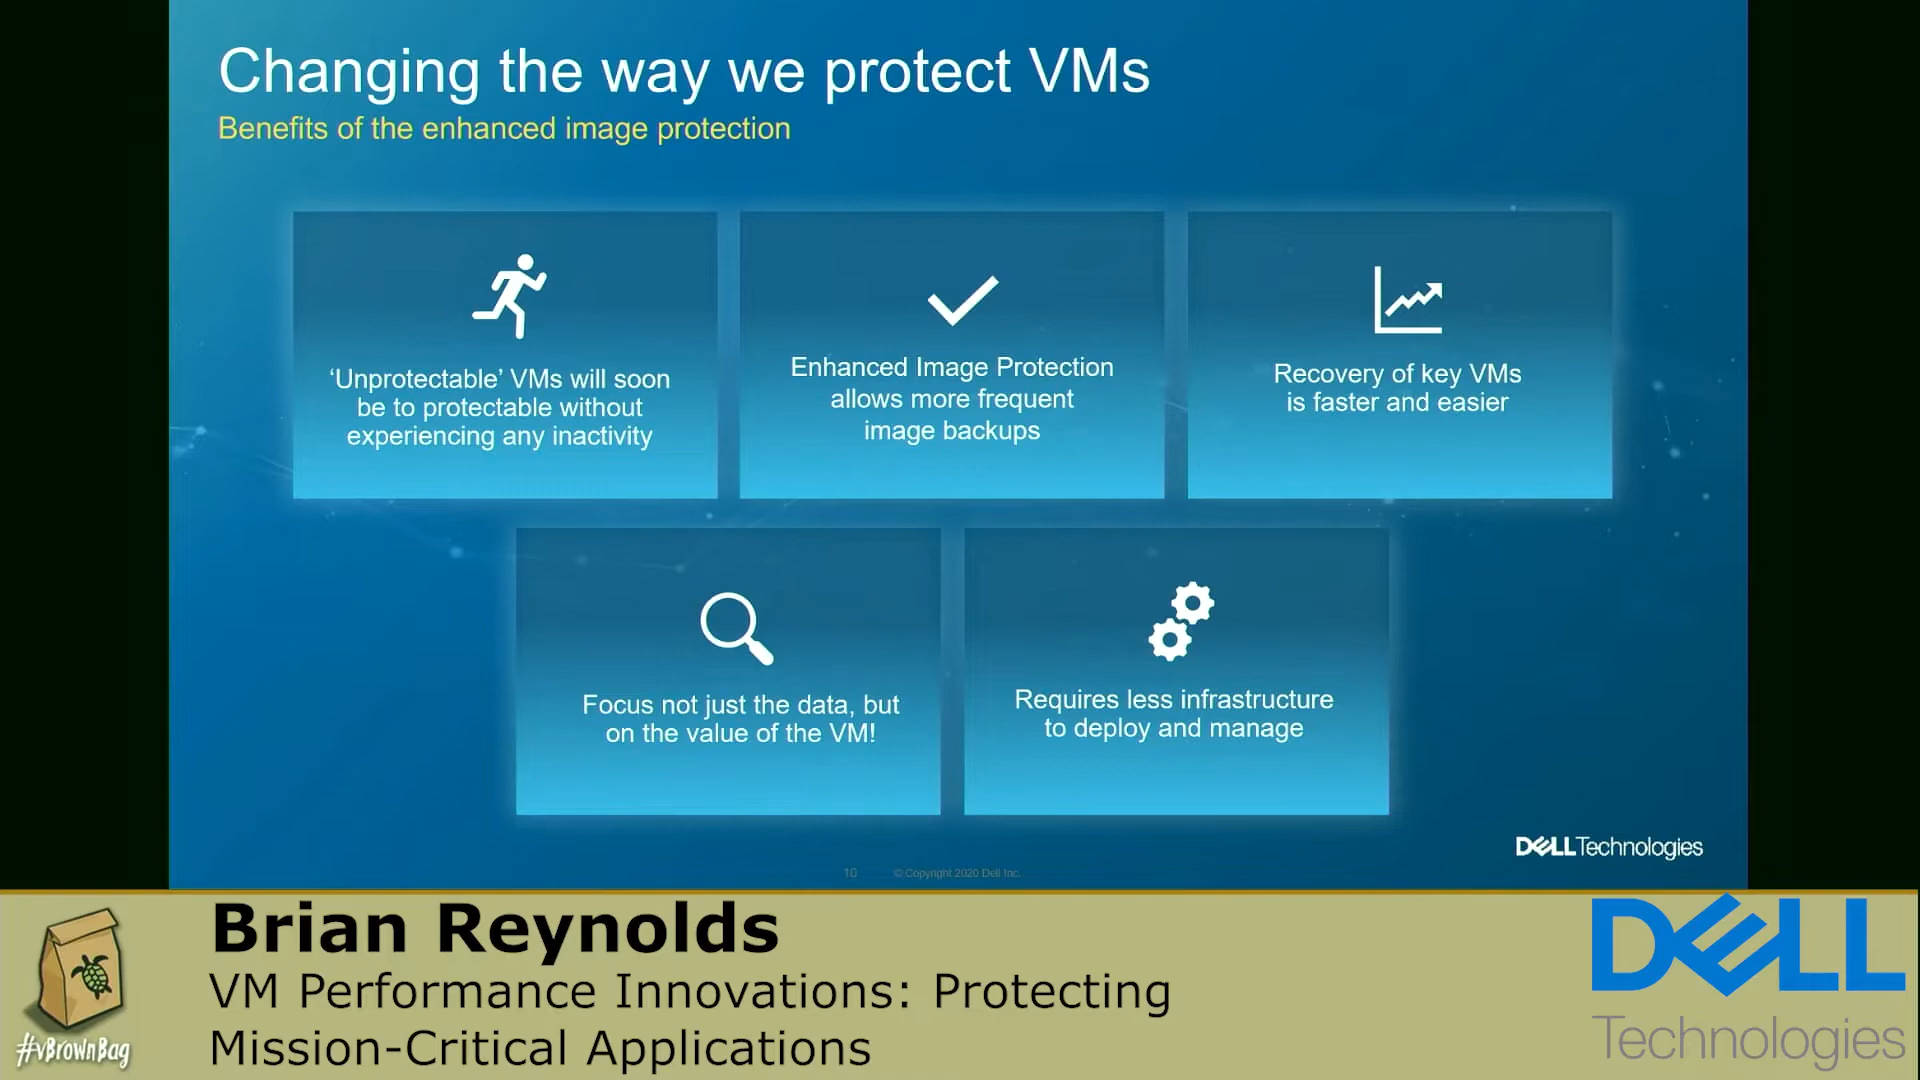 Changing the way we protect VMs
Benefits of the enhanced image protection
‘Unprotectable’ VMs will soon
be to protectable without
experiencing any inactivity
Enhanced Image Protection
allows more frequent
image backups
Recovery of key VMs
is faster and easier
Focus not just the data, but
on the value of the VM!
Requires less infrastructure
to deploy and manage
DELLTechnologies
10 © Copyright 2020 Dell Inc.
Brian Reynolds
VM Performance Innovations: Protecting
Mission-Critical Applications
#vBrownBag
DELL
Technologies